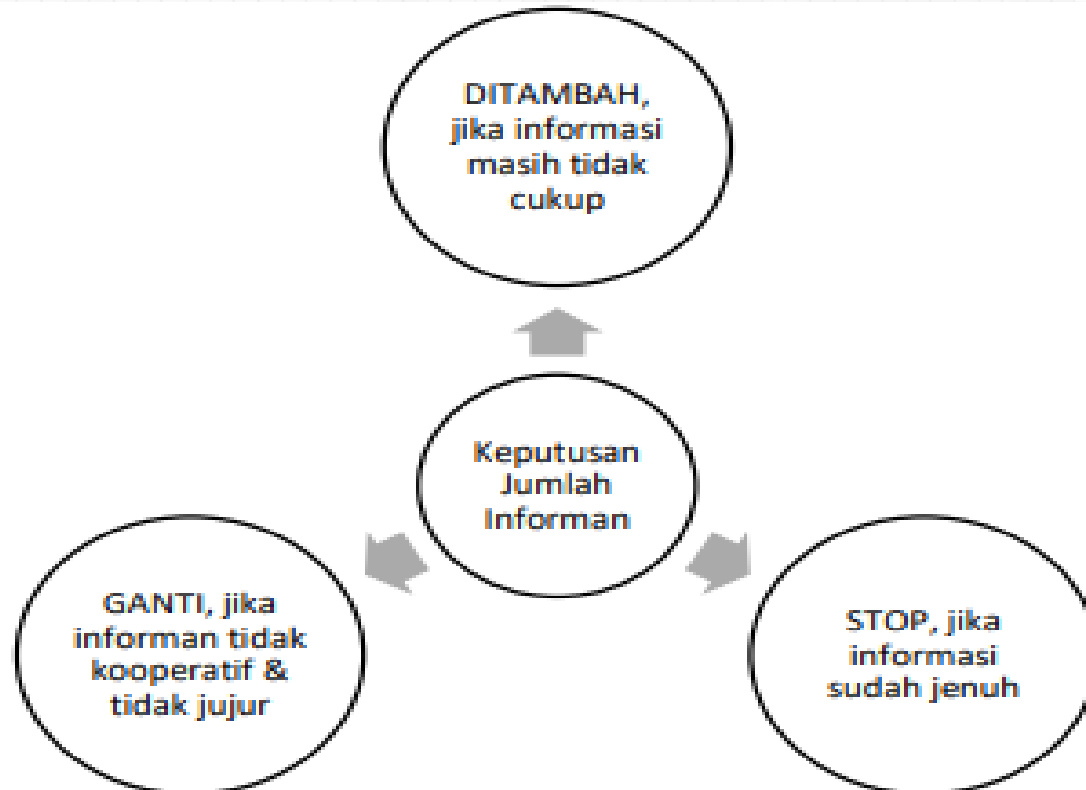 DITAMBAH,
jika informasi
masih tidak
cukup
Keputusan
Jumlah
Informan
GANTI, jika
informan tidak
kooperatif &
tidak jujur
STOP, jika
informasi
sudah jenuh